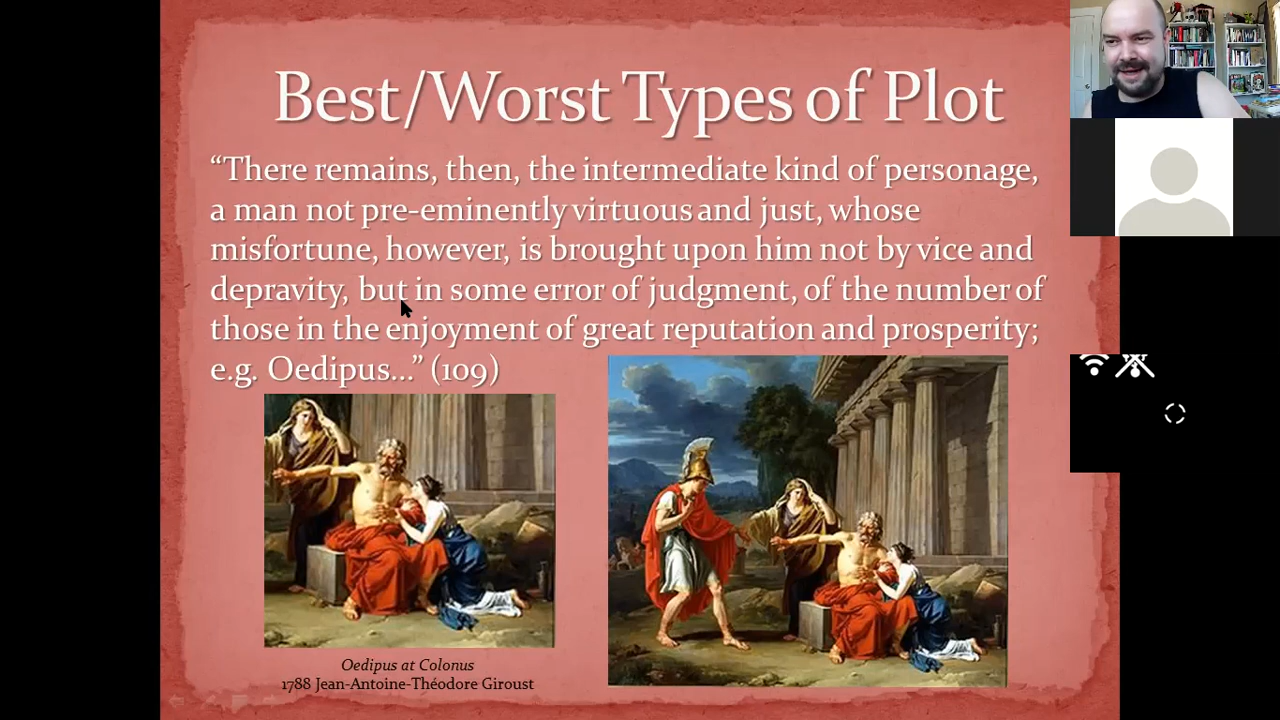 Best/Worst Types of Plot
“There remains, then, the intermediate kind of personage,
a man not pre-eminently virtuous and just, whose
misfortune, however, is brought upon him not by vice and
depravity, but in some error of judgment, of the number of
those in the enjoyment of great reputation and prosperity;
e.g. Oedipus…” (109)
Oedipus at Colonus
1788 Jean-Antoine-Théodore Giroust